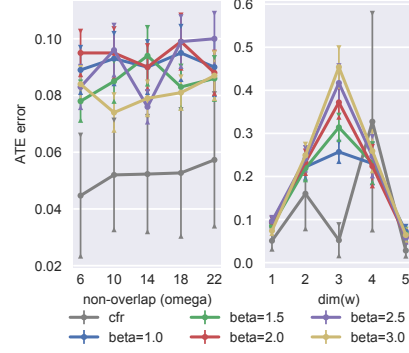 0.10
0.08
0.06
0.04
0.02
ATE error
6 10 14 18 22
non-overlap (omega)
0.6
0.5
0.4
0.3
0.2
0.1
0.0
1 2 3 4 5
dim(w)
cfr
beta=1.0
beta=1.5
beta=2.0
beta=2.5
beta=3.0